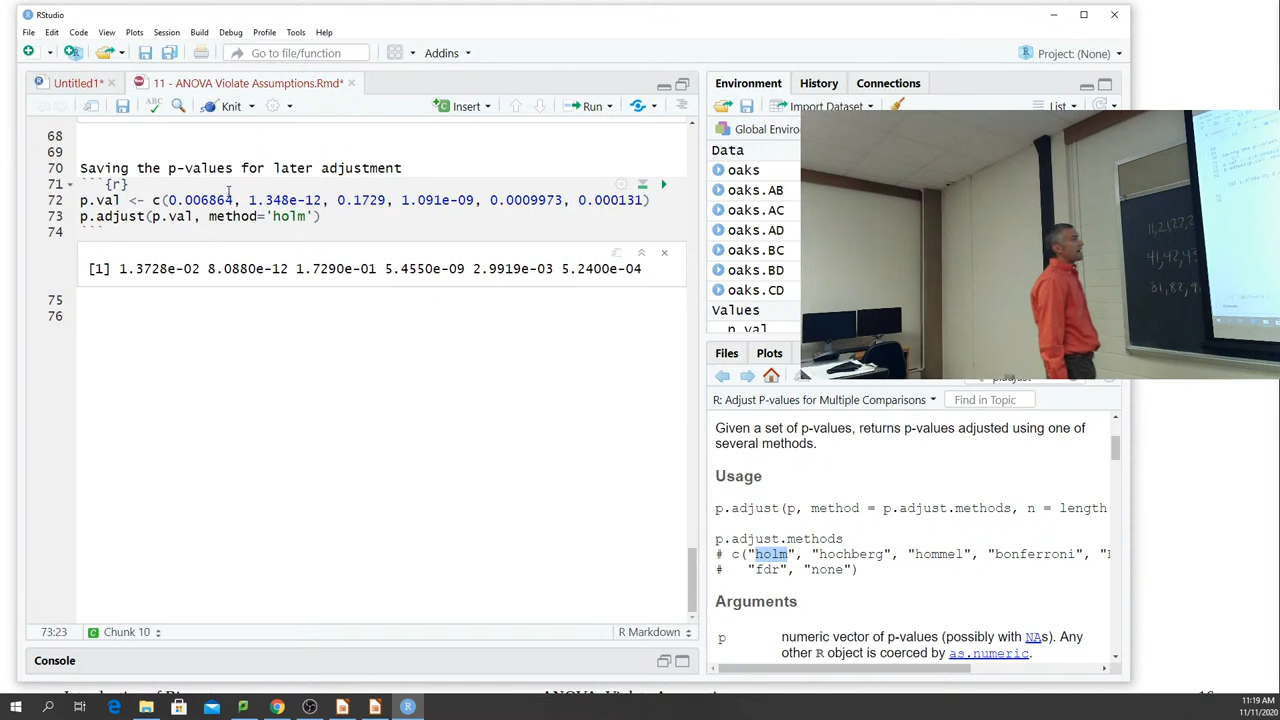 RStudio
File Edit Code View Plots Session Build Debug Profile Tools Help
Go to file/function
Addins
Project: (None)
Untitled1*
11 - ANOVA Violate Assumptions.Rmd*
Knit
Insert
Run
68
69
70 Saving the p-values for later adjustment
71 ```{r}
72 p.val <- c(0.006864, 1.348e-12, 0.1729, 1.091e-09, 0.0009973, 0.000131)
73 p.adjust(p.val, method='holm')
74 ```
[1] 1.3728e-02 8.0880e-12 1.7290e-01 5.4550e-09 2.9919e-03 5.2400e-04
75
76
73:23
Chunk 10
R Markdown
Console
Environment
History
Connections
Import Dataset
List
Global Enviro
Data
oaks
oaks.AB
oaks.AC
oaks.AD
oaks.BC
oaks.BD
oaks.CD
Values
p.val
Files
Plots
R: Adjust P-values for Multiple Comparisons
Find in Topic
Given a set of p-values, returns p-values adjusted using one of
several methods.
Usage
p.adjust(p, method = p.adjust.methods, n = length
p.adjust.methods
# c("holm", "hochberg", "hommel", "bonferroni", "
#   "fdr", "none")
Arguments
p numeric vector of p-values (possibly with NAs). Any
other R object is coerced by as.numeric.
11:19 AM
11/11/2020